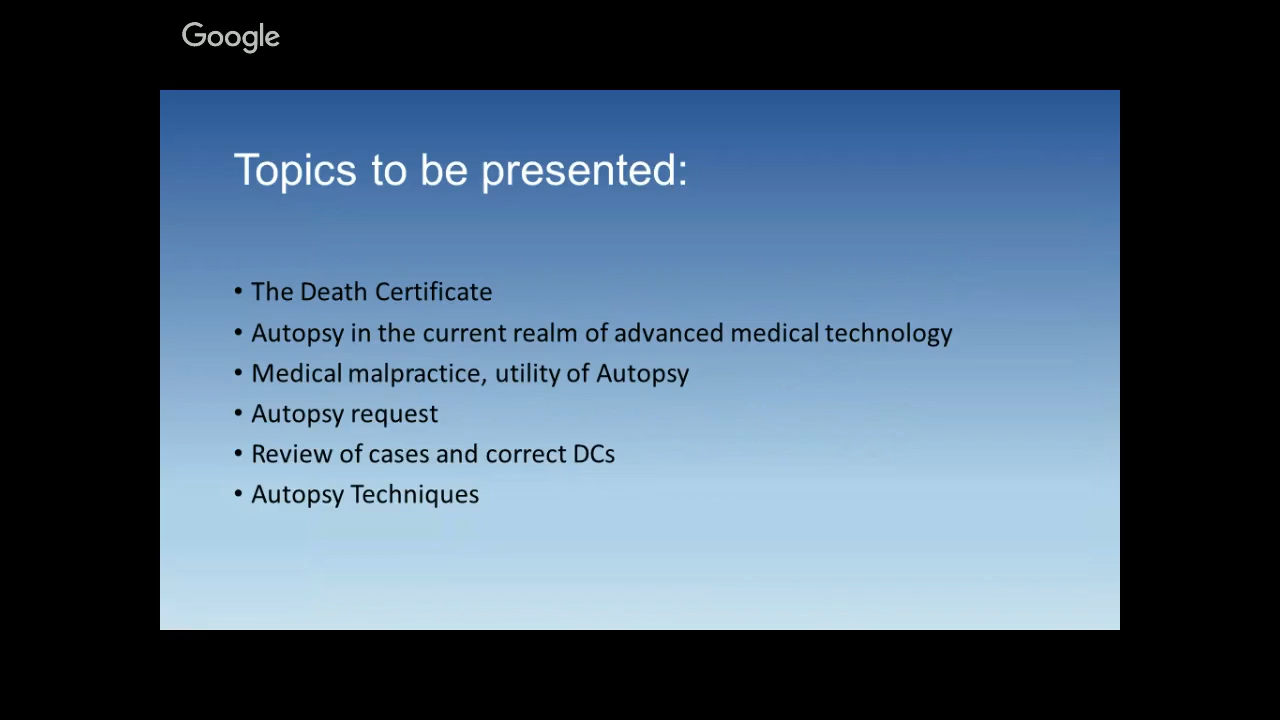 Google
Topics to be presented:
• The Death Certificate
• Autopsy in the current realm of advanced medical technology
• Medical malpractice, utility of Autopsy
• Autopsy request
• Review of cases and correct DCs
• Autopsy Techniques